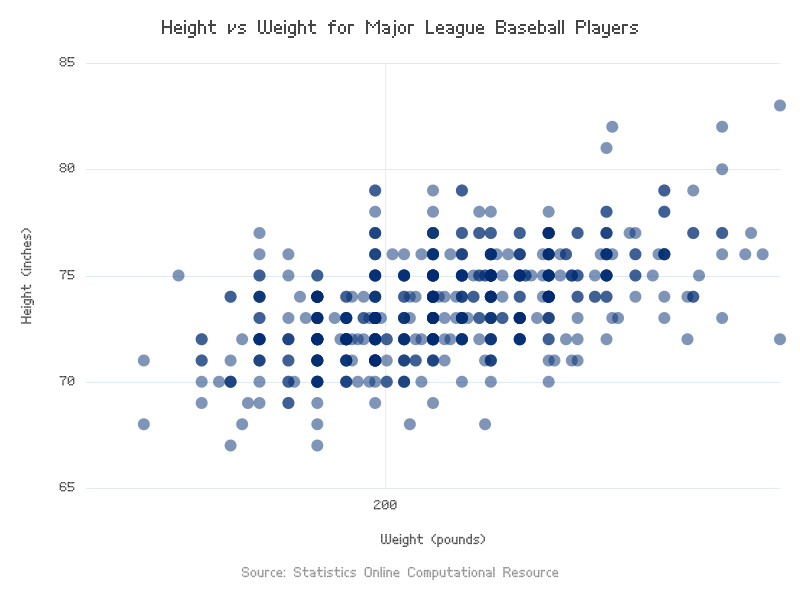 Height vs Weight for Major League Baseball Players
85
80
75
70
65
Height (inches)
200
Weight (pounds)
Source: Statistics Online Computational Resource